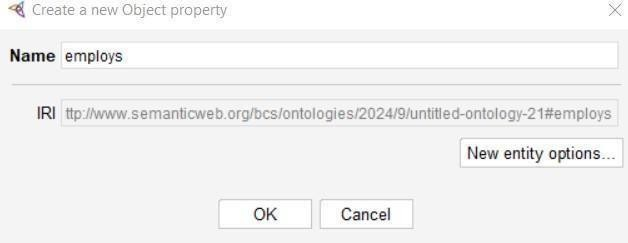 Create a new Object property
Name employs
IRI ttp://www.semanticweb.org/bcs/ontologies/2024/9/untitled-ontology-21#employs
New entity options...
OK Cancel